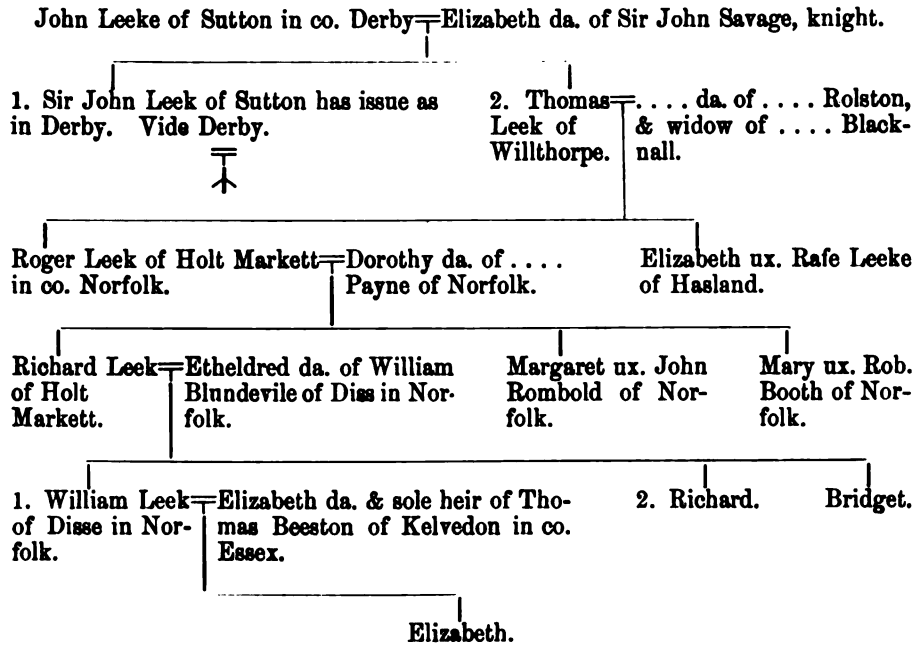 John Leeke of Sutton in co. Derby Elizabeth da. of Sir John Savage, knight.
1. Sir John Leek of Sutton has issue as
in Derby. Vide Derby.
2. Thomas
Leek of
Willthorpe.
. . . . da. of . . . . Rolston,
& widow of . . . . Black-
nall.
Roger Leek of Holt Markett
in co. Norfolk.
Dorothy da. of . . . .
Payne of Norfolk.
Elizabeth ux. Rafe Leeke
of Hasland.
Richard Leek
of Holt
Markett.
Etheldred da. of William
Blundevile of Diss in Nor-
folk.
Margaret ux. John
Rombold of Nor-
folk.
Mary ux. Rob.
Booth of Nor-
folk.
1. William Leek
of Disse in Nor-
folk.
Elizabeth da. & sole heir of Tho-
mas Beeston of Kelvedon in co.
Essex.
2. Richard.
Bridget.
Elizabeth.